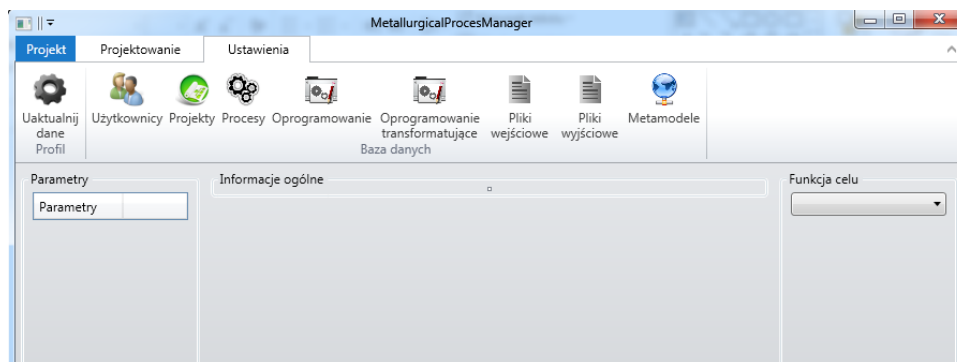 MetallurgicalProcesManager
Projekt Projektowanie Ustawienia
Uaktualnij dane
Użytkownicy Projekty Procesy Oprogramowanie
Oprogramowanie transformatujące
Pliki wejściowe
Pliki wyjściowe
Metamodele
Profil
Baza danych
Parametry
Parametry
Informacje ogólne
Funkcja celu